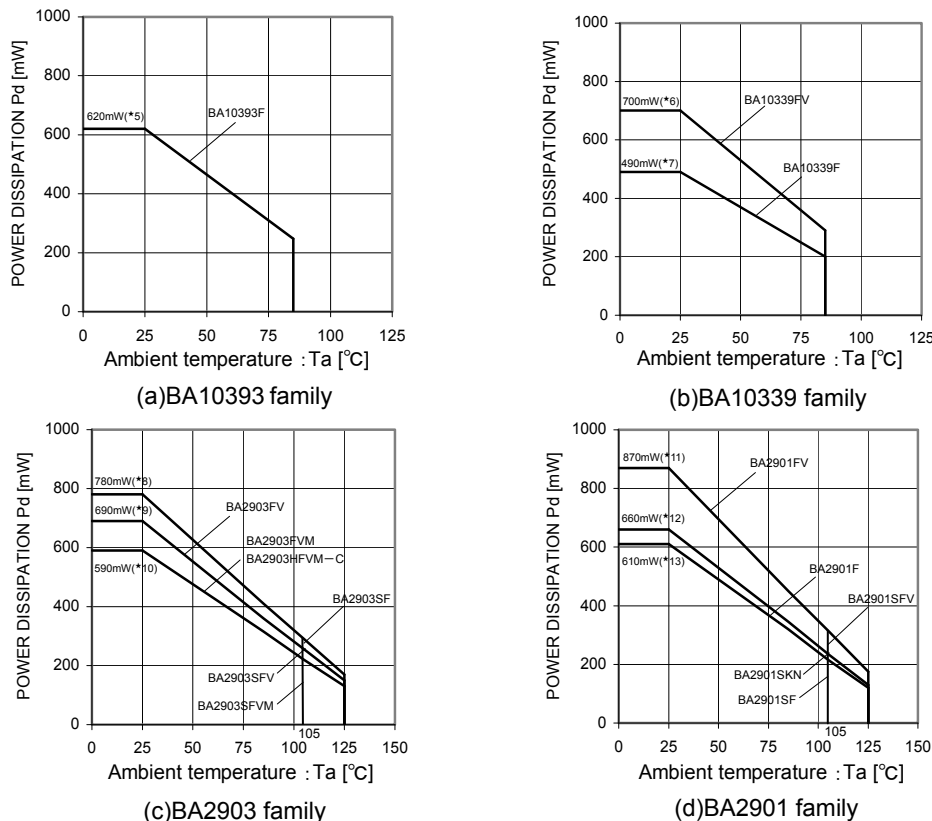 POWER DISSIPATION Pd [mW]
1000
800
620mW(★5)
BA10393F
600
400
200
0
0 25 50 75 100 125
Ambient temperature : Ta [℃]
(a)BA10393 family
POWER DISSIPATION Pd [mW]
1000
800
700mW(★6)
BA10339FV
600
490mW(★7)
BA10339F
400
200
0
0 25 50 75 100 125
Ambient temperature : Ta [℃]
(b)BA10339 family
POWER DISSIPATION Pd [mW]
1000
780mW(★8)
800
690mW(★9)
BA2903FV
BA2903FVM
600
BA2903HFVM－C
590mW(★10)
BA2903SF
400
200
BA2903SFV
BA2903SFVM
0
105
0 25 50 75 100 125 150
Ambient temperature : Ta [℃]
(c)BA2903 family
POWER DISSIPATION Pd [mW]
1000
870mW(★11)
BA2901FV
800
660mW(★12)
600
610mW(★13)
BA2901F
BA2901SFV
400
200
BA2901SKN
BA2901SF
0
105
0 25 50 75 100 125 150
Ambient temperature : Ta [℃]
(d)BA2901 family